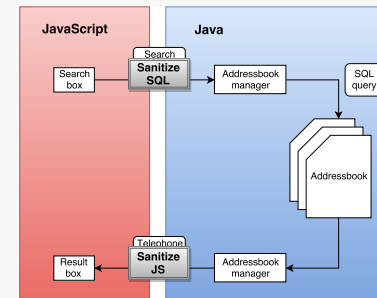 JavaScript
Java
Search
Sanitize
SQL
Search
box
Addressbook
manager
SQL
query
Addressbook
Telephone
Sanitize
JS
Result
box
Addressbook
manager